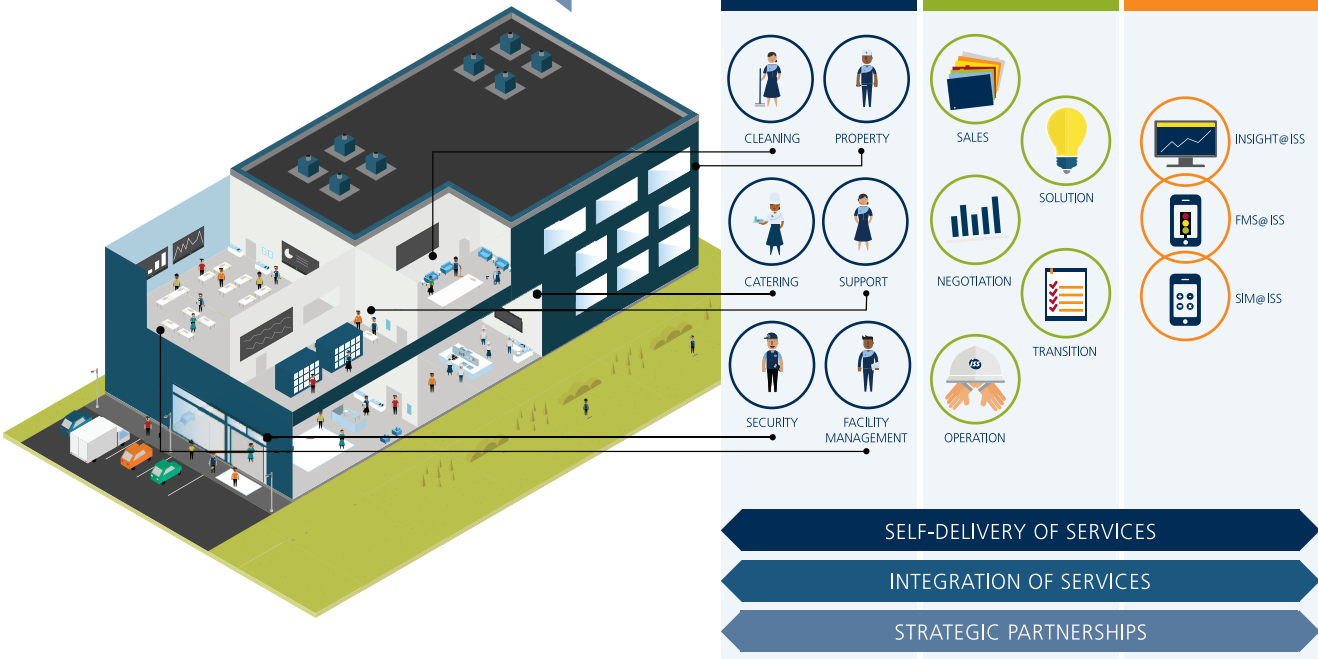 CLEANING
PROPERTY
CATERING
SUPPORT
SECURITY
FACILITY
MANAGEMENT
SALES
SOLUTION
NEGOTIATION
TRANSITION
ISS
OPERATION
INSIGHT@ISS
FMS@ISS
SIM@ISS
SELF-DELIVERY OF SERVICES
INTEGRATION OF SERVICES
STRATEGIC PARTNERSHIPS